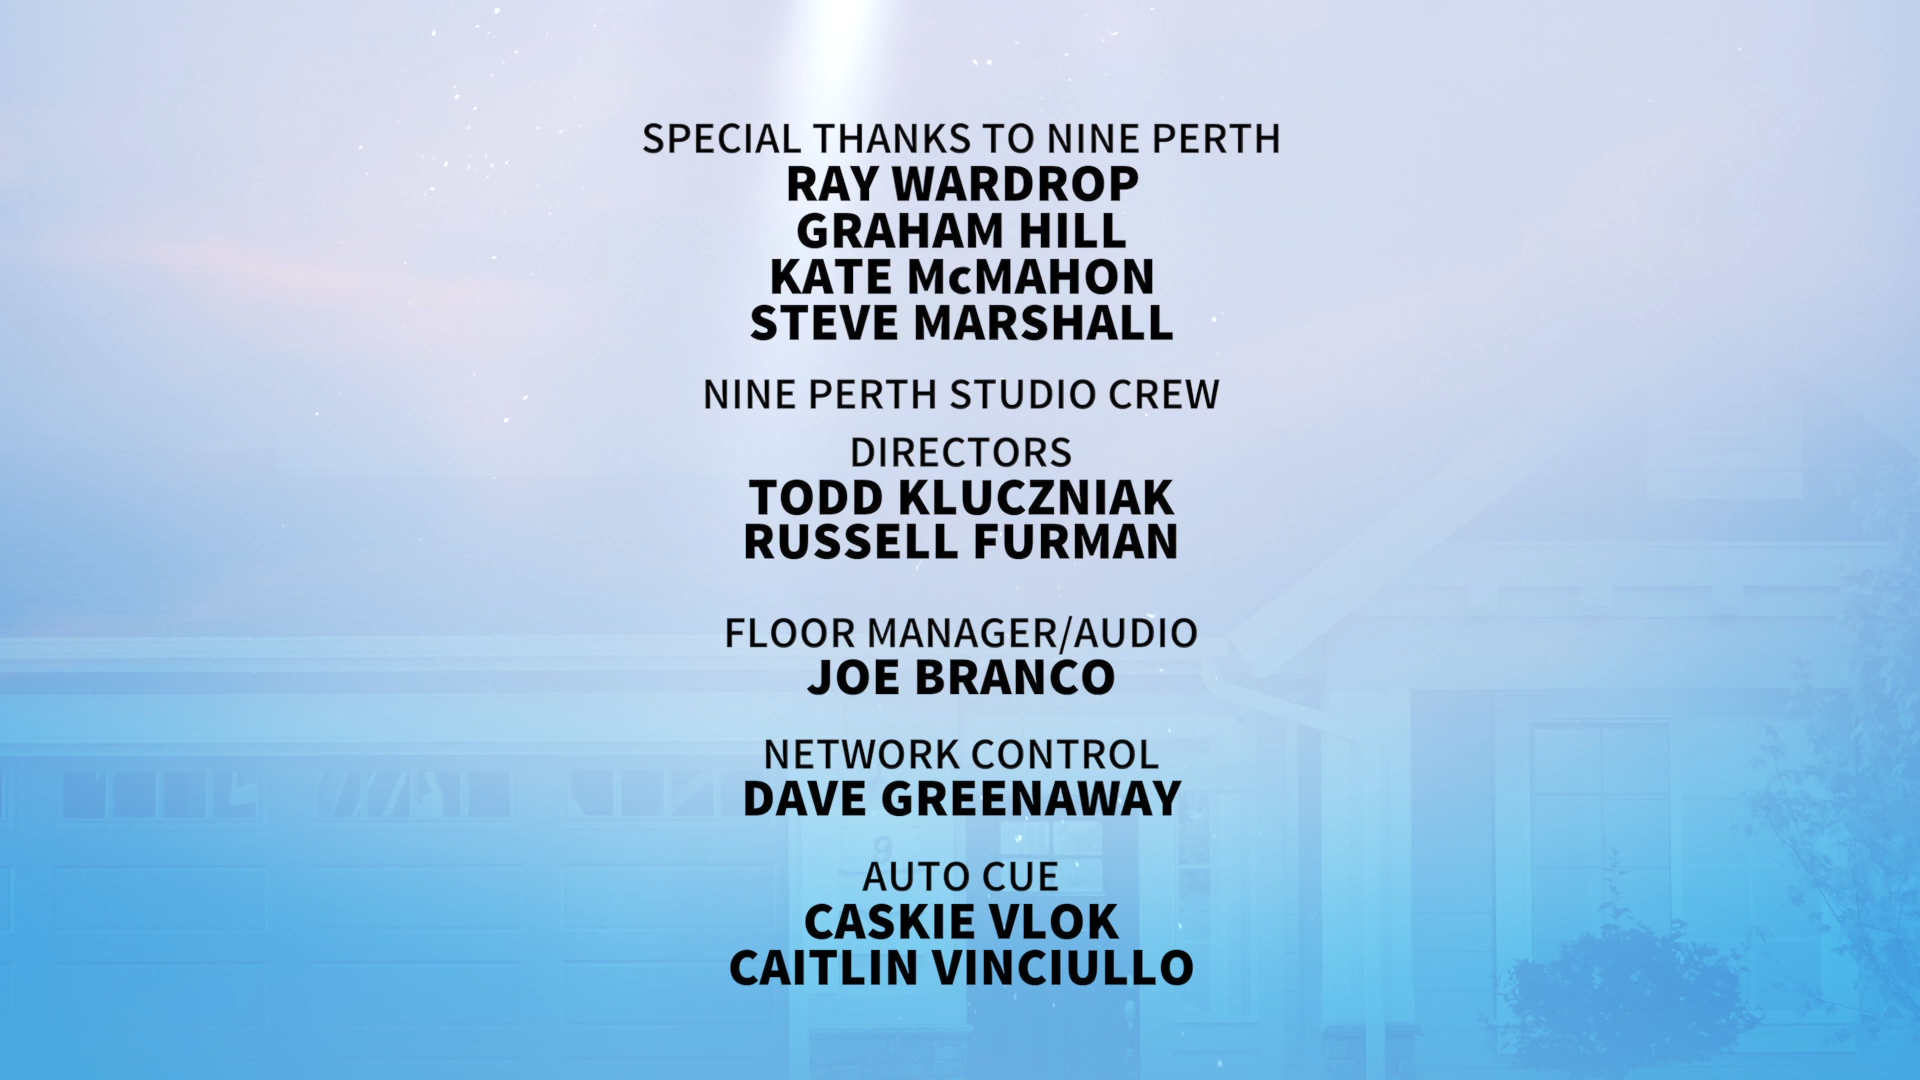 SPECIAL THANKS TO NINE PERTH
RAY WARDROP
GRAHAM HILL
KATE McMAHON
STEVE MARSHALL
NINE PERTH STUDIO CREW
DIRECTORS
TODD KLUCZNIAK
RUSSELL FURMAN
FLOOR MANAGER/AUDIO
JOE BRANCO
NETWORK CONTROL
DAVE GREENAWAY
AUTO CUE
9
CASKIE VLOK
CAITLIN VINCIULLO